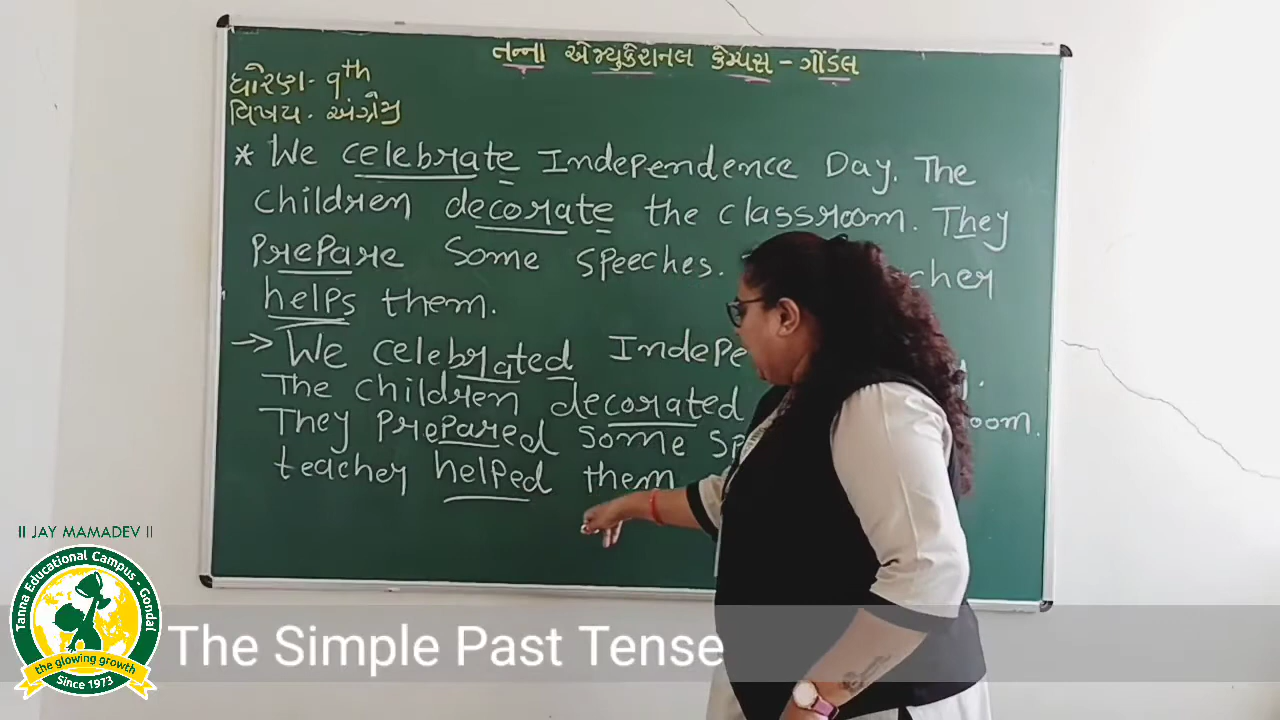 તન્ના એજ્યુકેશનલ કેમ્પસ - ગોંડલ
ધોરણ - 9th
વિષય - અંગ્રેજી
* We celebrate Independence Day. The
children decorate the classroom. They
prepare some speeches.
helps them.
→ We celebrated
The children decorated
They prepared some
teacher helped them
II JAY MAMADEV II
Tanna Educational Campus - Gondal
the glowing growth
Since 1973
The Simple Past Tense